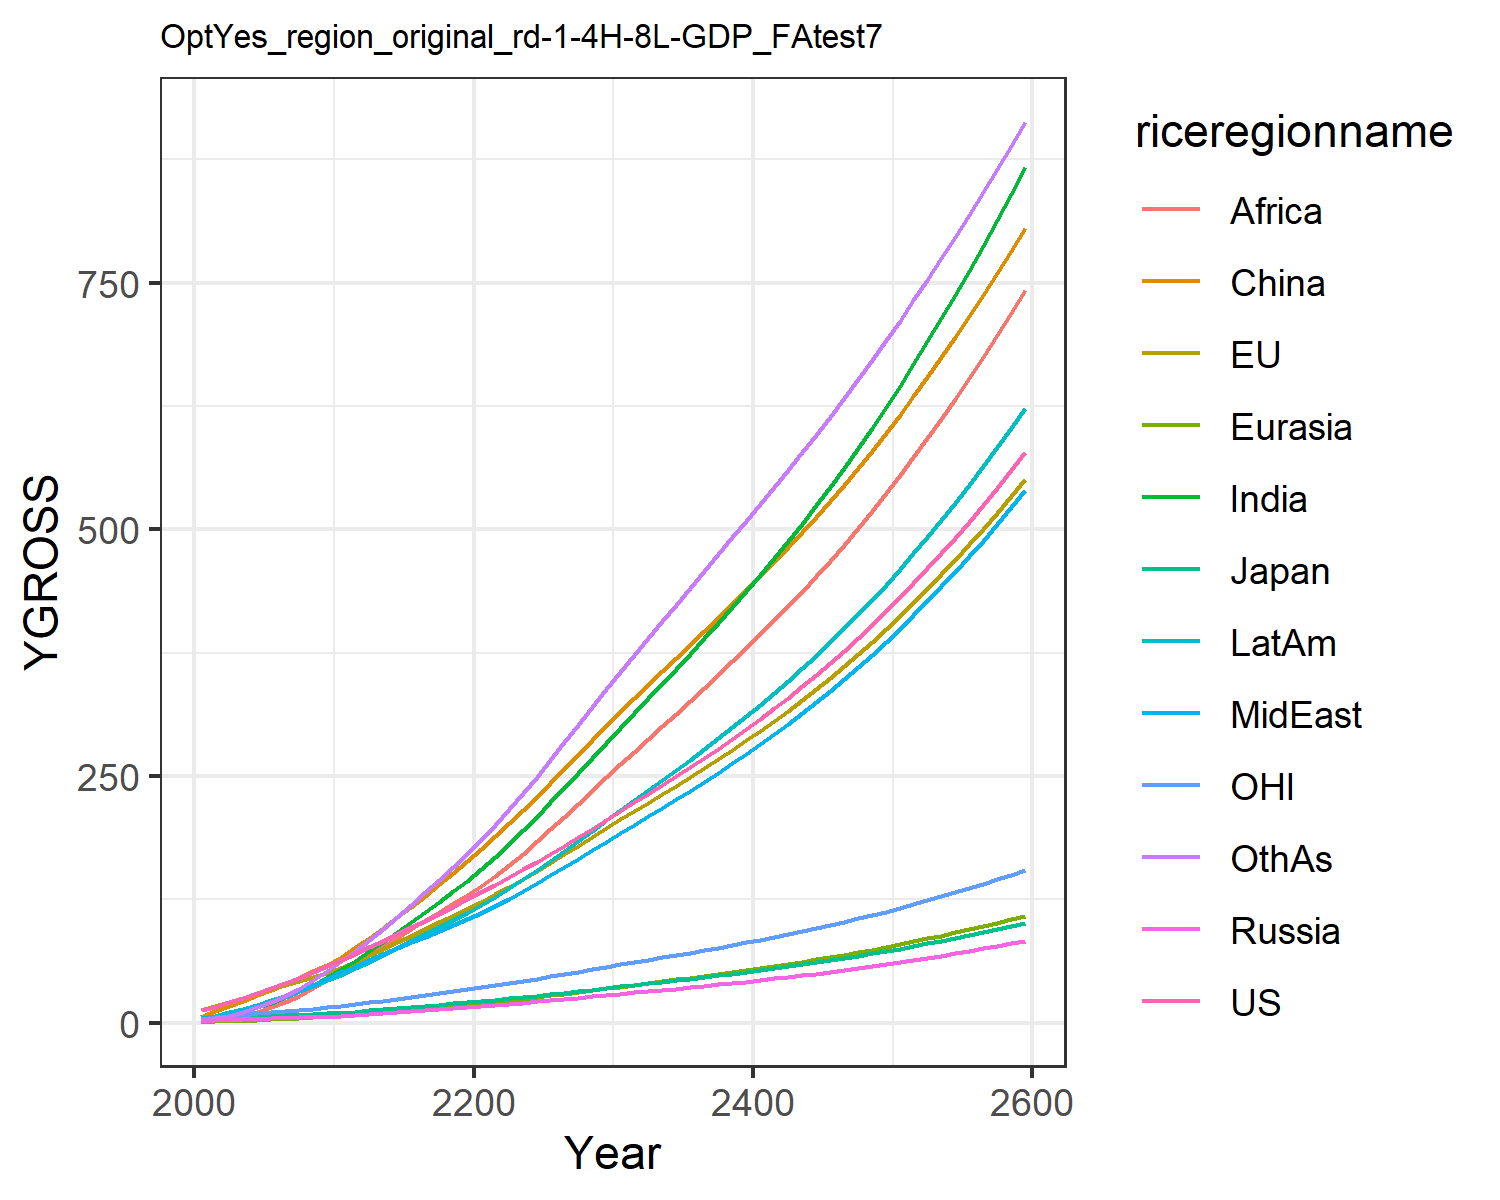 OptYes_region_original_rd-1-4H-8L-GDP_FAtest7
YGROSS
750
500
250
0
2000 2200 2400 2600
Year
riceregionname
Africa
China
EU
Eurasia
India
Japan
LatAm
MidEast
OHI
OthAs
Russia
US